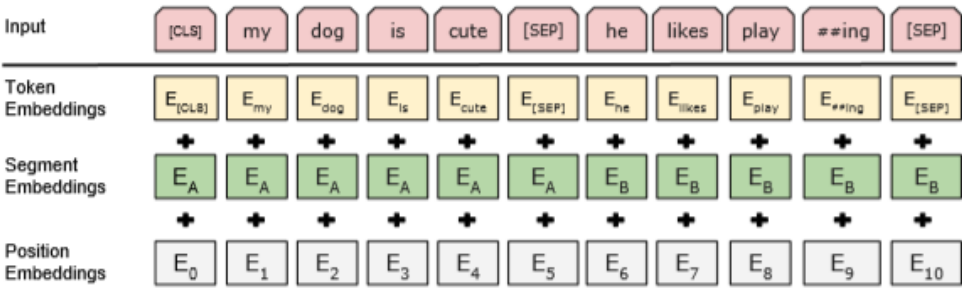 Input [CLS] my dog is cute [SEP] he likes play ##ing [SEP]
Token
Embeddings E[CLS] Emy Edog Eis Ecute E[SEP] Ehe Elikes Eplay E##ing E[SEP]
+ + + + + + + + + + +
Segment
Embeddings EA EA EA EA EA EA EB EB EB EB EB
+ + + + + + + + + + +
Position
Embeddings E0 E1 E2 E3 E4 E5 E6 E7 E8 E9 E10